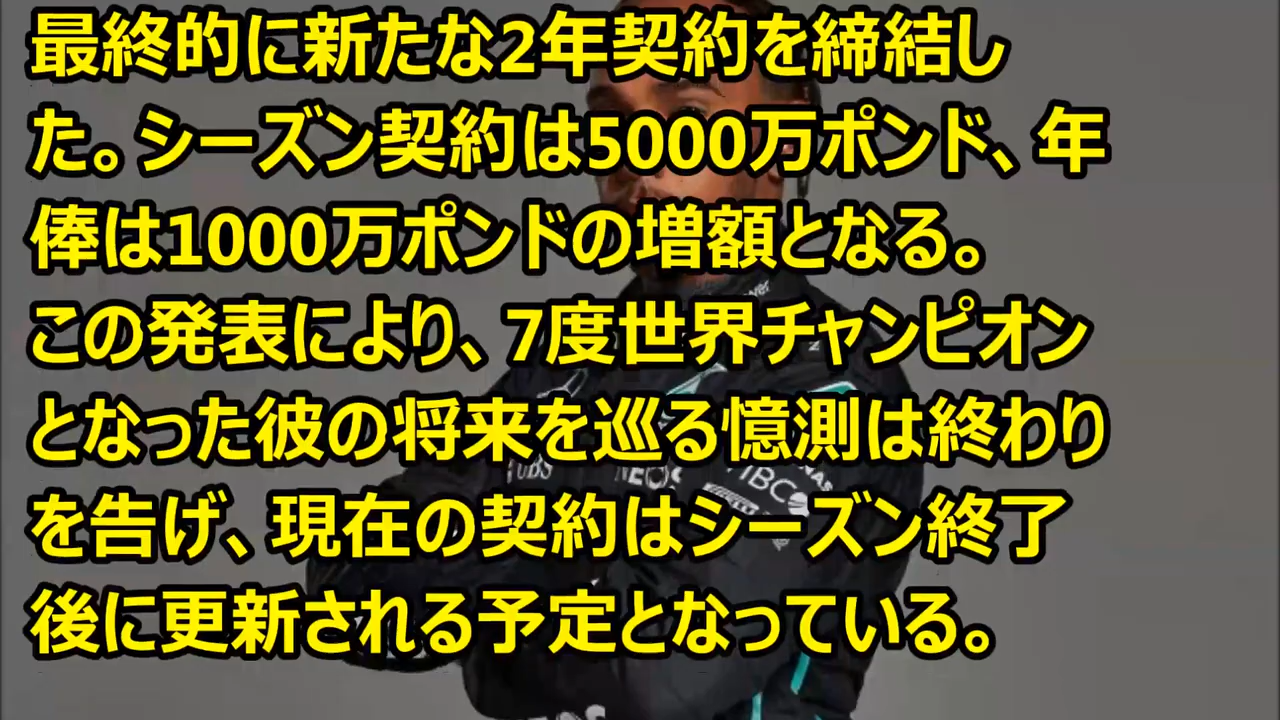 最終的に新たな2年契約を締結し
た。シーズン契約は5000万ポンド、年
俸は1000万ポンドの増額となる。
この発表により、7度世界チャンピオン
となった彼の将来を巡る憶測は終わり
を告げ、現在の契約はシーズン終了
後に更新される予定となっている。